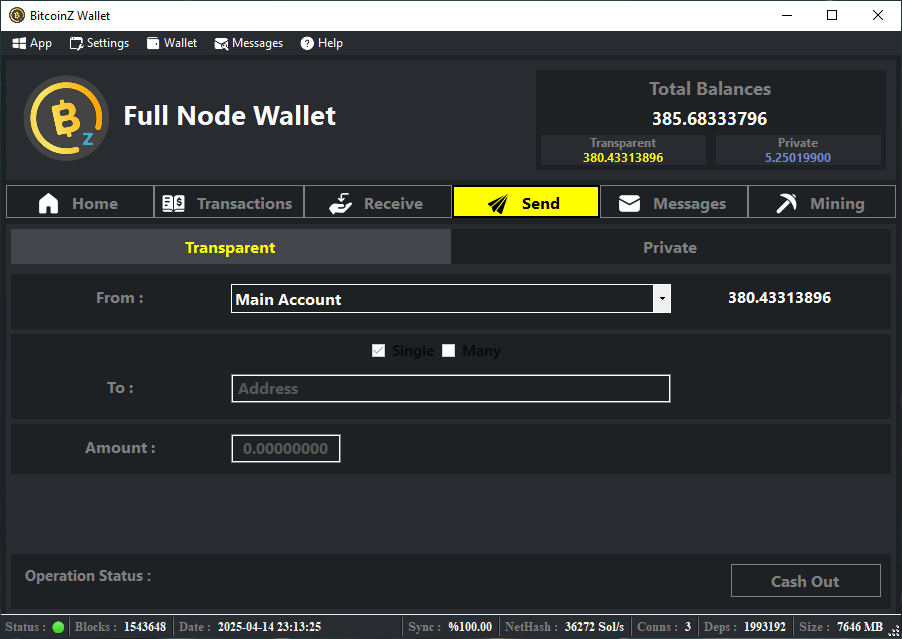 BitcoinZ Wallet
App Settings Wallet Messages Help
Full Node Wallet
Total Balances
385.68333796
Transparent Private
380.43313896 5.25019900
Home Transactions Receive Send Messages Mining
Transparent Private
From : Main Account 380.43313896
Single Many
To : Address
Amount : 0.00000000
Operation Status : Cash Out
Status : Blocks : 1543648 Date : 2025-04-14 23:13:25 Sync : %100.00 NetHash : 36272 Sol/s Conns : 3 Deps : 1993192 Size : 7646 MB